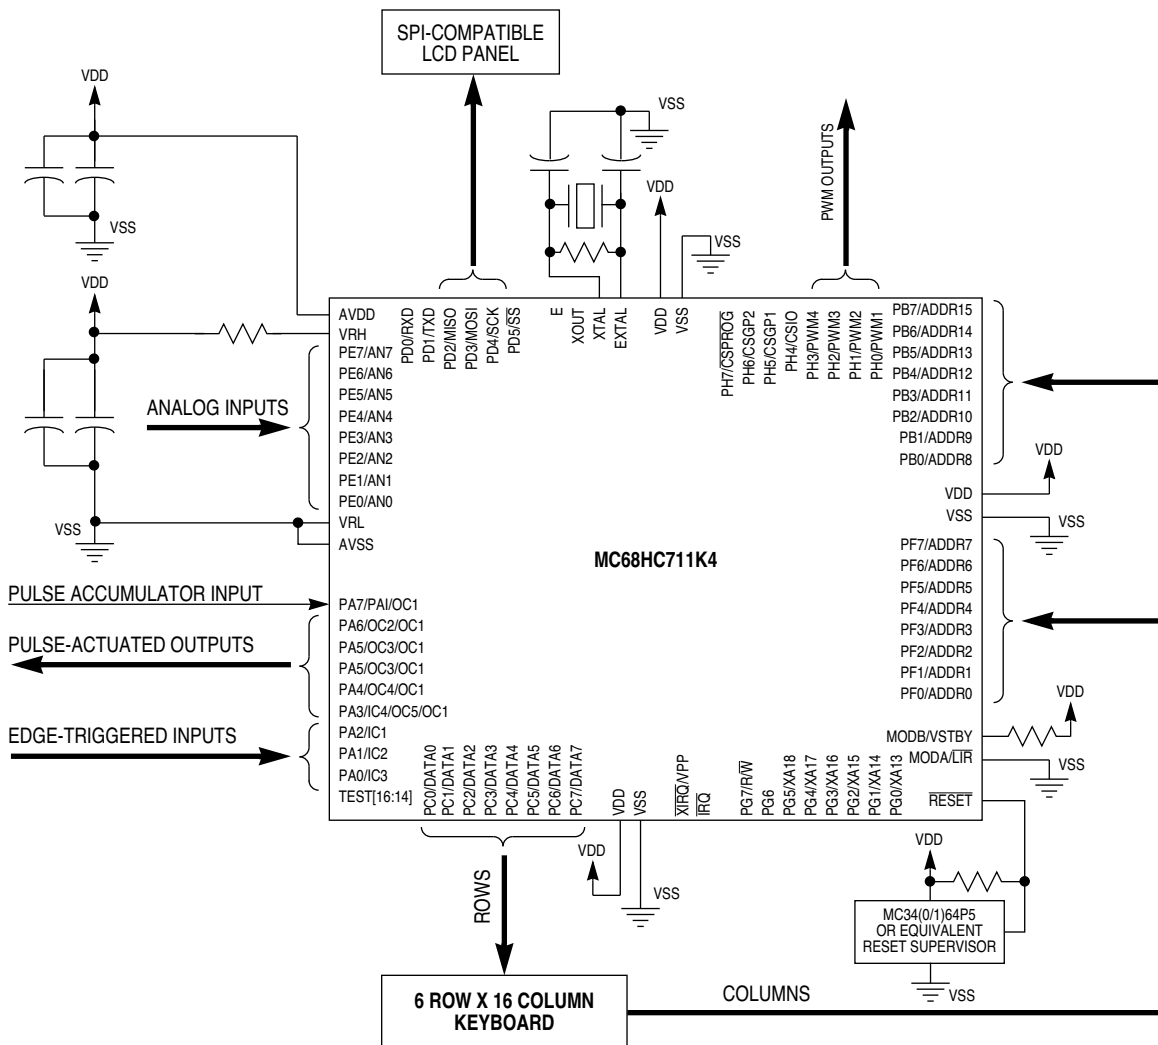 SPI-COMPATIBLE
LCD PANEL
VDD
VSS
VSS
VDD
VSS
PWM OUTPUTS
VDD
VSS
VDD
AVDD
VRH
PE7/AN7
PE6/AN6
PE5/AN5
PE4/AN4
PE3/AN3
PE2/AN2
PE1/AN1
PE0/AN0
VRL
AVSS
ANALOG INPUTS
VSS
PD0/RXD
PD1/TXD
PD2/MISO
PD3/MOSI
PD4/SCK
PD5/SS
E
XOUT
XTAL
EXTAL
VDD
VSS
PH7/CSPROG
PH6/CSGP2
PH5/CSGP1
PH4/CSIO
PH3/PWM4
PH2/PWM3
PH1/PWM2
PH0/PWM1
PB7/ADDR15
PB6/ADDR14
PB5/ADDR13
PB4/ADDR12
PB3/ADDR11
PB2/ADDR10
PB1/ADDR9
PB0/ADDR8
VDD
VDD
VSS
VSS
MC68HC711K4
PF7/ADDR7
PF6/ADDR6
PF5/ADDR5
PF4/ADDR4
PF3/ADDR3
PF2/ADDR2
PF1/ADDR1
PF0/ADDR0
PULSE ACCUMULATOR INPUT
PULSE-ACTUATED OUTPUTS
EDGE-TRIGGERED INPUTS
PA7/PAI/OC1
PA6/OC2/OC1
PA5/OC3/OC1
PA5/OC3/OC1
PA4/OC4/OC1
PA3/IC4/OC5/OC1
PA2/IC1
PA1/IC2
PA0/IC3
TEST[16:14]
VDD
MODB/VSTBY
MODA/LIR
VSS
RESET
PC0/DATA0
PC1/DATA1
PC2/DATA2
PC3/DATA3
PC4/DATA4
PC5/DATA5
PC6/DATA6
PC7/DATA7
VDD
VSS
XIRQ/VPP
IRQ
PG7/R/W
PG6
PG5/XA18
PG4/XA17
PG3/XA16
PG2/XA15
PG1/XA14
PG0/XA13
VDD
VSS
ROWS
VDD
MC34(0/1)64P5
OR EQUIVALENT
RESET SUPERVISOR
VSS
6 ROW X 16 COLUMN
KEYBOARD
COLUMNS